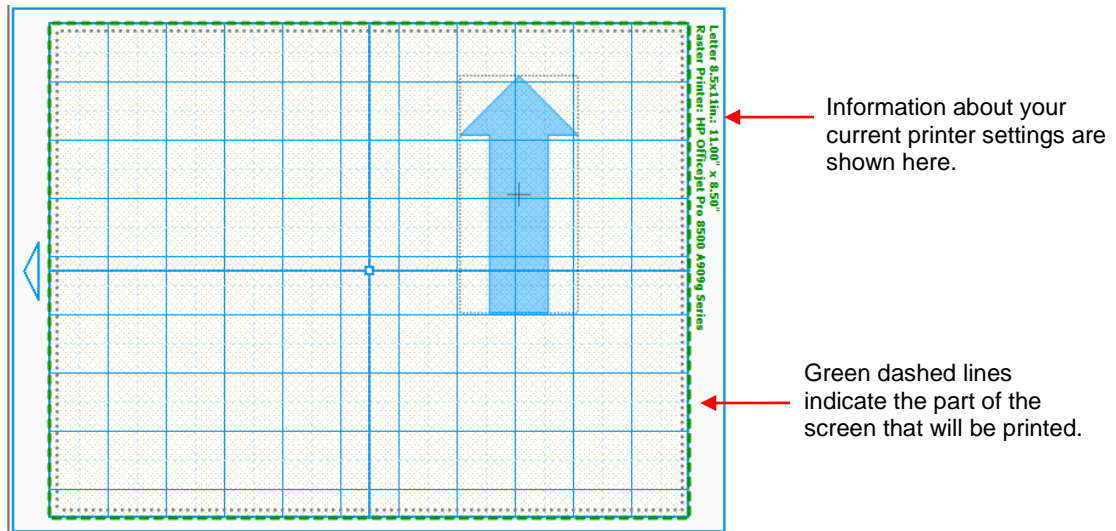 Letter 8.5x11in.: 11.00" x 8.50"
Raster Printer: HP Officejet Pro 8500 A909g Series
Information about your
current printer settings are
shown here.
Green dashed lines
indicate the part of the
screen that will be printed.